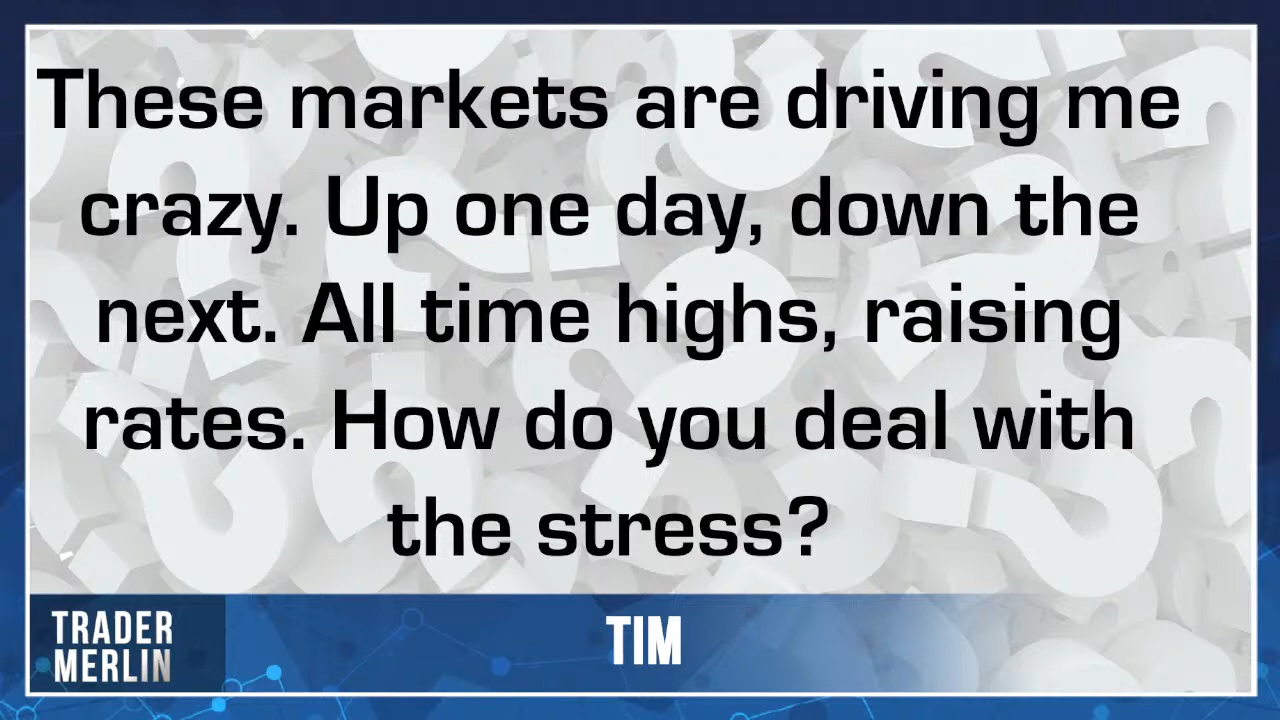 These markets are driving me
crazy. Up one day, down the
next. All time highs, raising
rates. How do you deal with
the stress?
TRADER
MERLIN
TIM